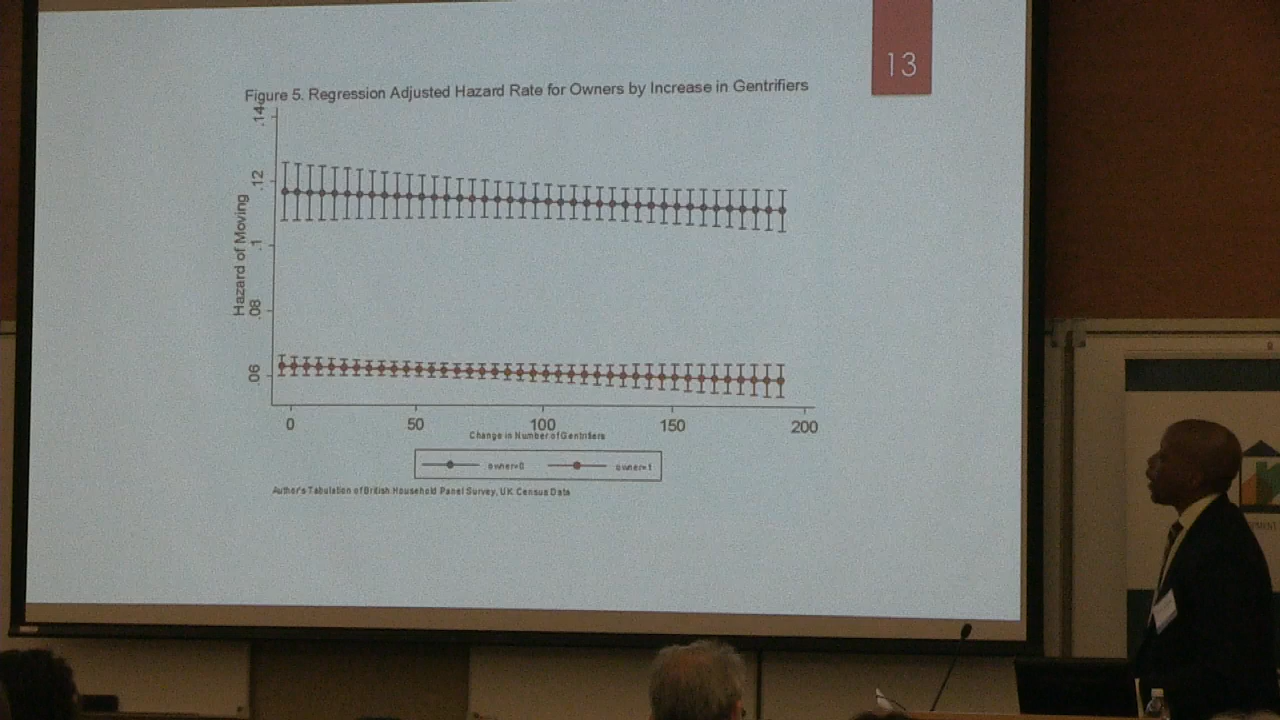 13
Figure 5. Regression Adjusted Hazard Rate for Owners by Increase in Gentrifiers
.14
.12
.1
.08
.06
Hazard of Moving
0 50 100 150 200
Change in Number of Gentrifiers
owner=0 owner=1
Author's Tabulation of British Household Panel Survey, UK Census Data